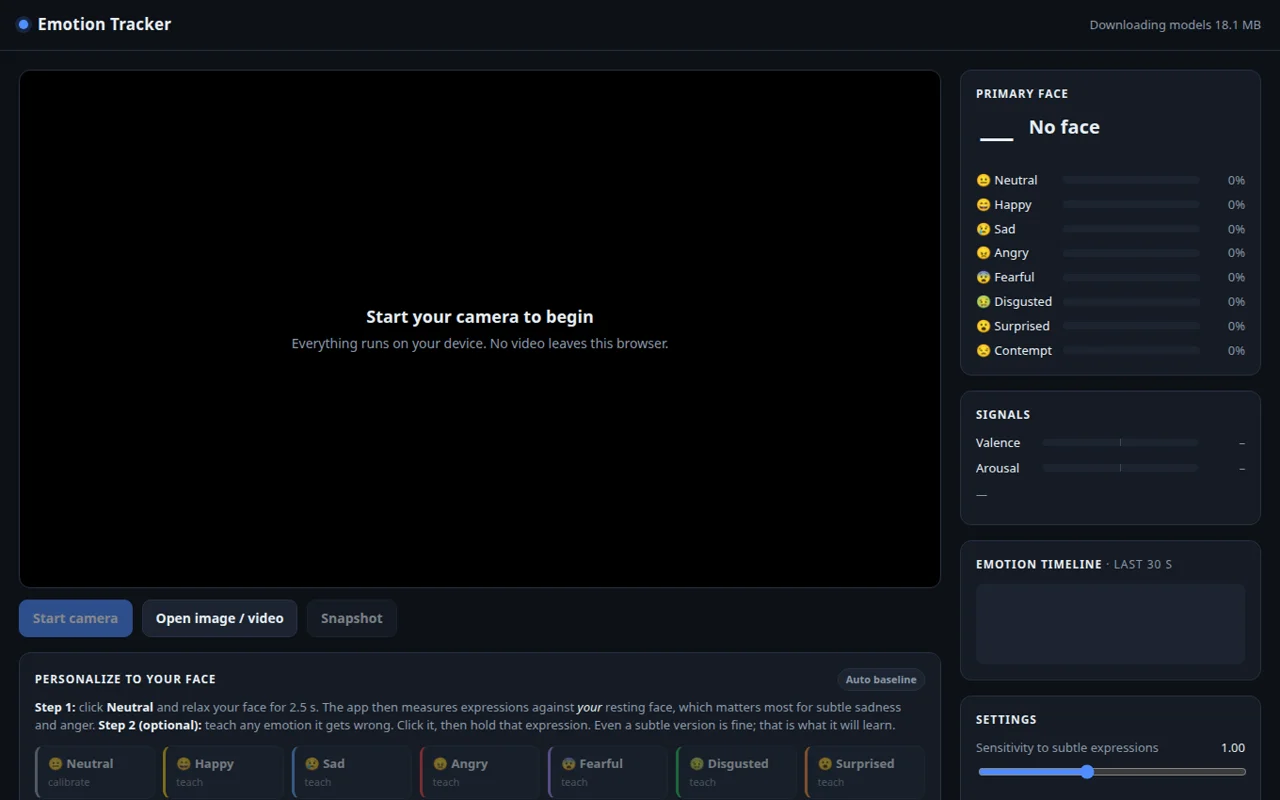 Emotion Tracker
Downloading models 18.1 MB
Start your camera to begin
Everything runs on your device. No video leaves this browser.
Start camera
Open image / video
Snapshot
PERSONALIZE TO YOUR FACE
Auto baseline
Step 1: click Neutral and relax your face for 2.5 s. The app then measures expressions against your resting face, which matters most for subtle sadness
and anger. Step 2 (optional): teach any emotion it gets wrong. Click it, then hold that expression. Even a subtle version is fine; that is what it will learn.
😐 Neutral
calibrate
😄 Happy
teach
😢 Sad
teach
😠 Angry
teach
😨 Fearful
teach
🤢 Disgusted
teach
😮 Surprised
teach
PRIMARY FACE
__ No face
😐 Neutral 0%
😄 Happy 0%
😢 Sad 0%
😠 Angry 0%
😨 Fearful 0%
🤢 Disgusted 0%
😮 Surprised 0%
😒 Contempt 0%
SIGNALS
Valence –
Arousal –
—
EMOTION TIMELINE · LAST 30 S
SETTINGS
Sensitivity to subtle expressions 1.00